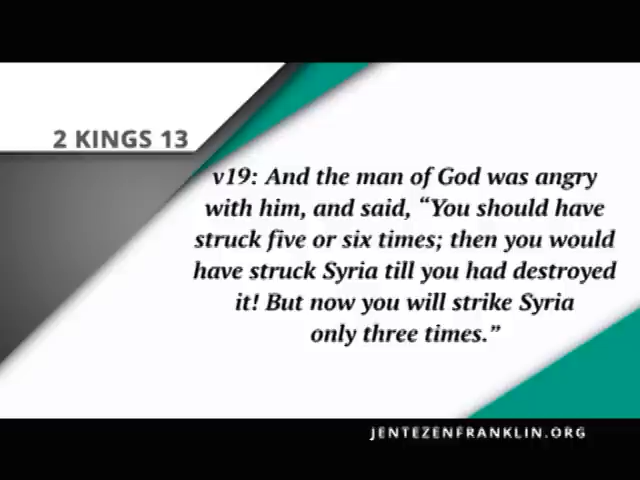 2 KINGS 13
v19: And the man of God was angry
with him, and said, “You should have
struck five or six times; then you would
have struck Syria till you had destroyed
it! But now you will strike Syria
only three times.”
JENTEZENFRANKLIN.ORG